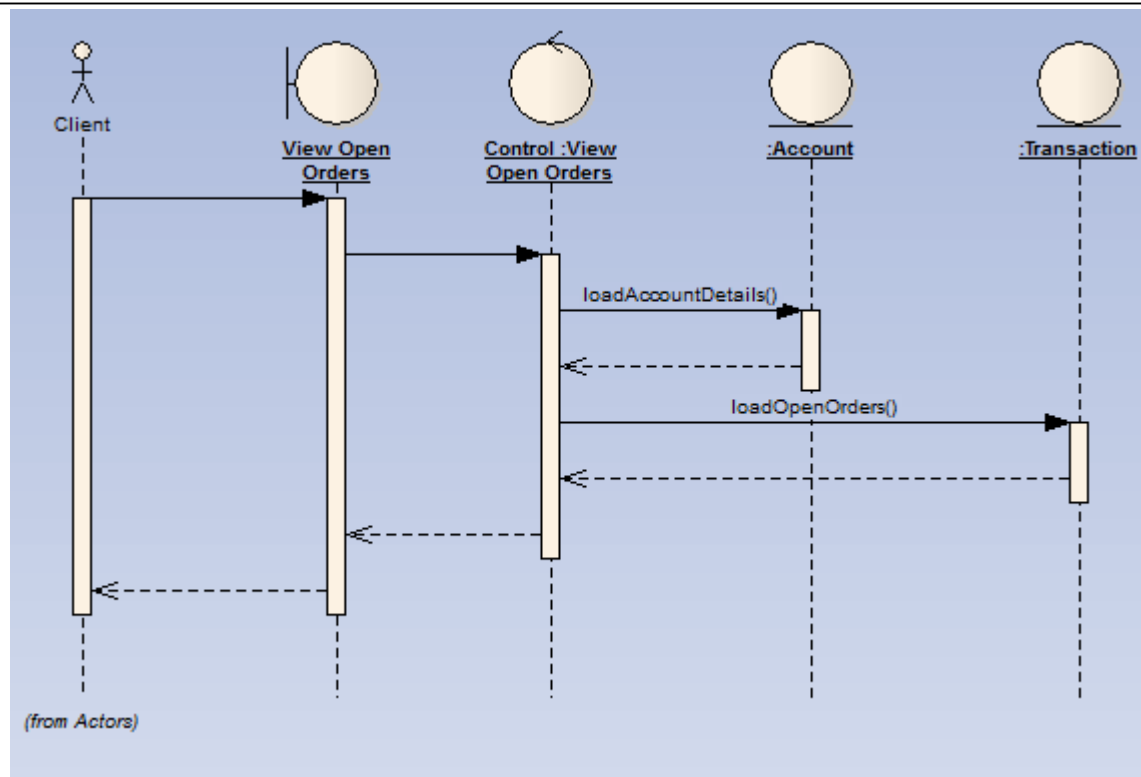 Client
View Open
Orders
Control :View
Open Orders
:Account
:Transaction
loadAccountDetails()
loadOpenOrders()
(from Actors)